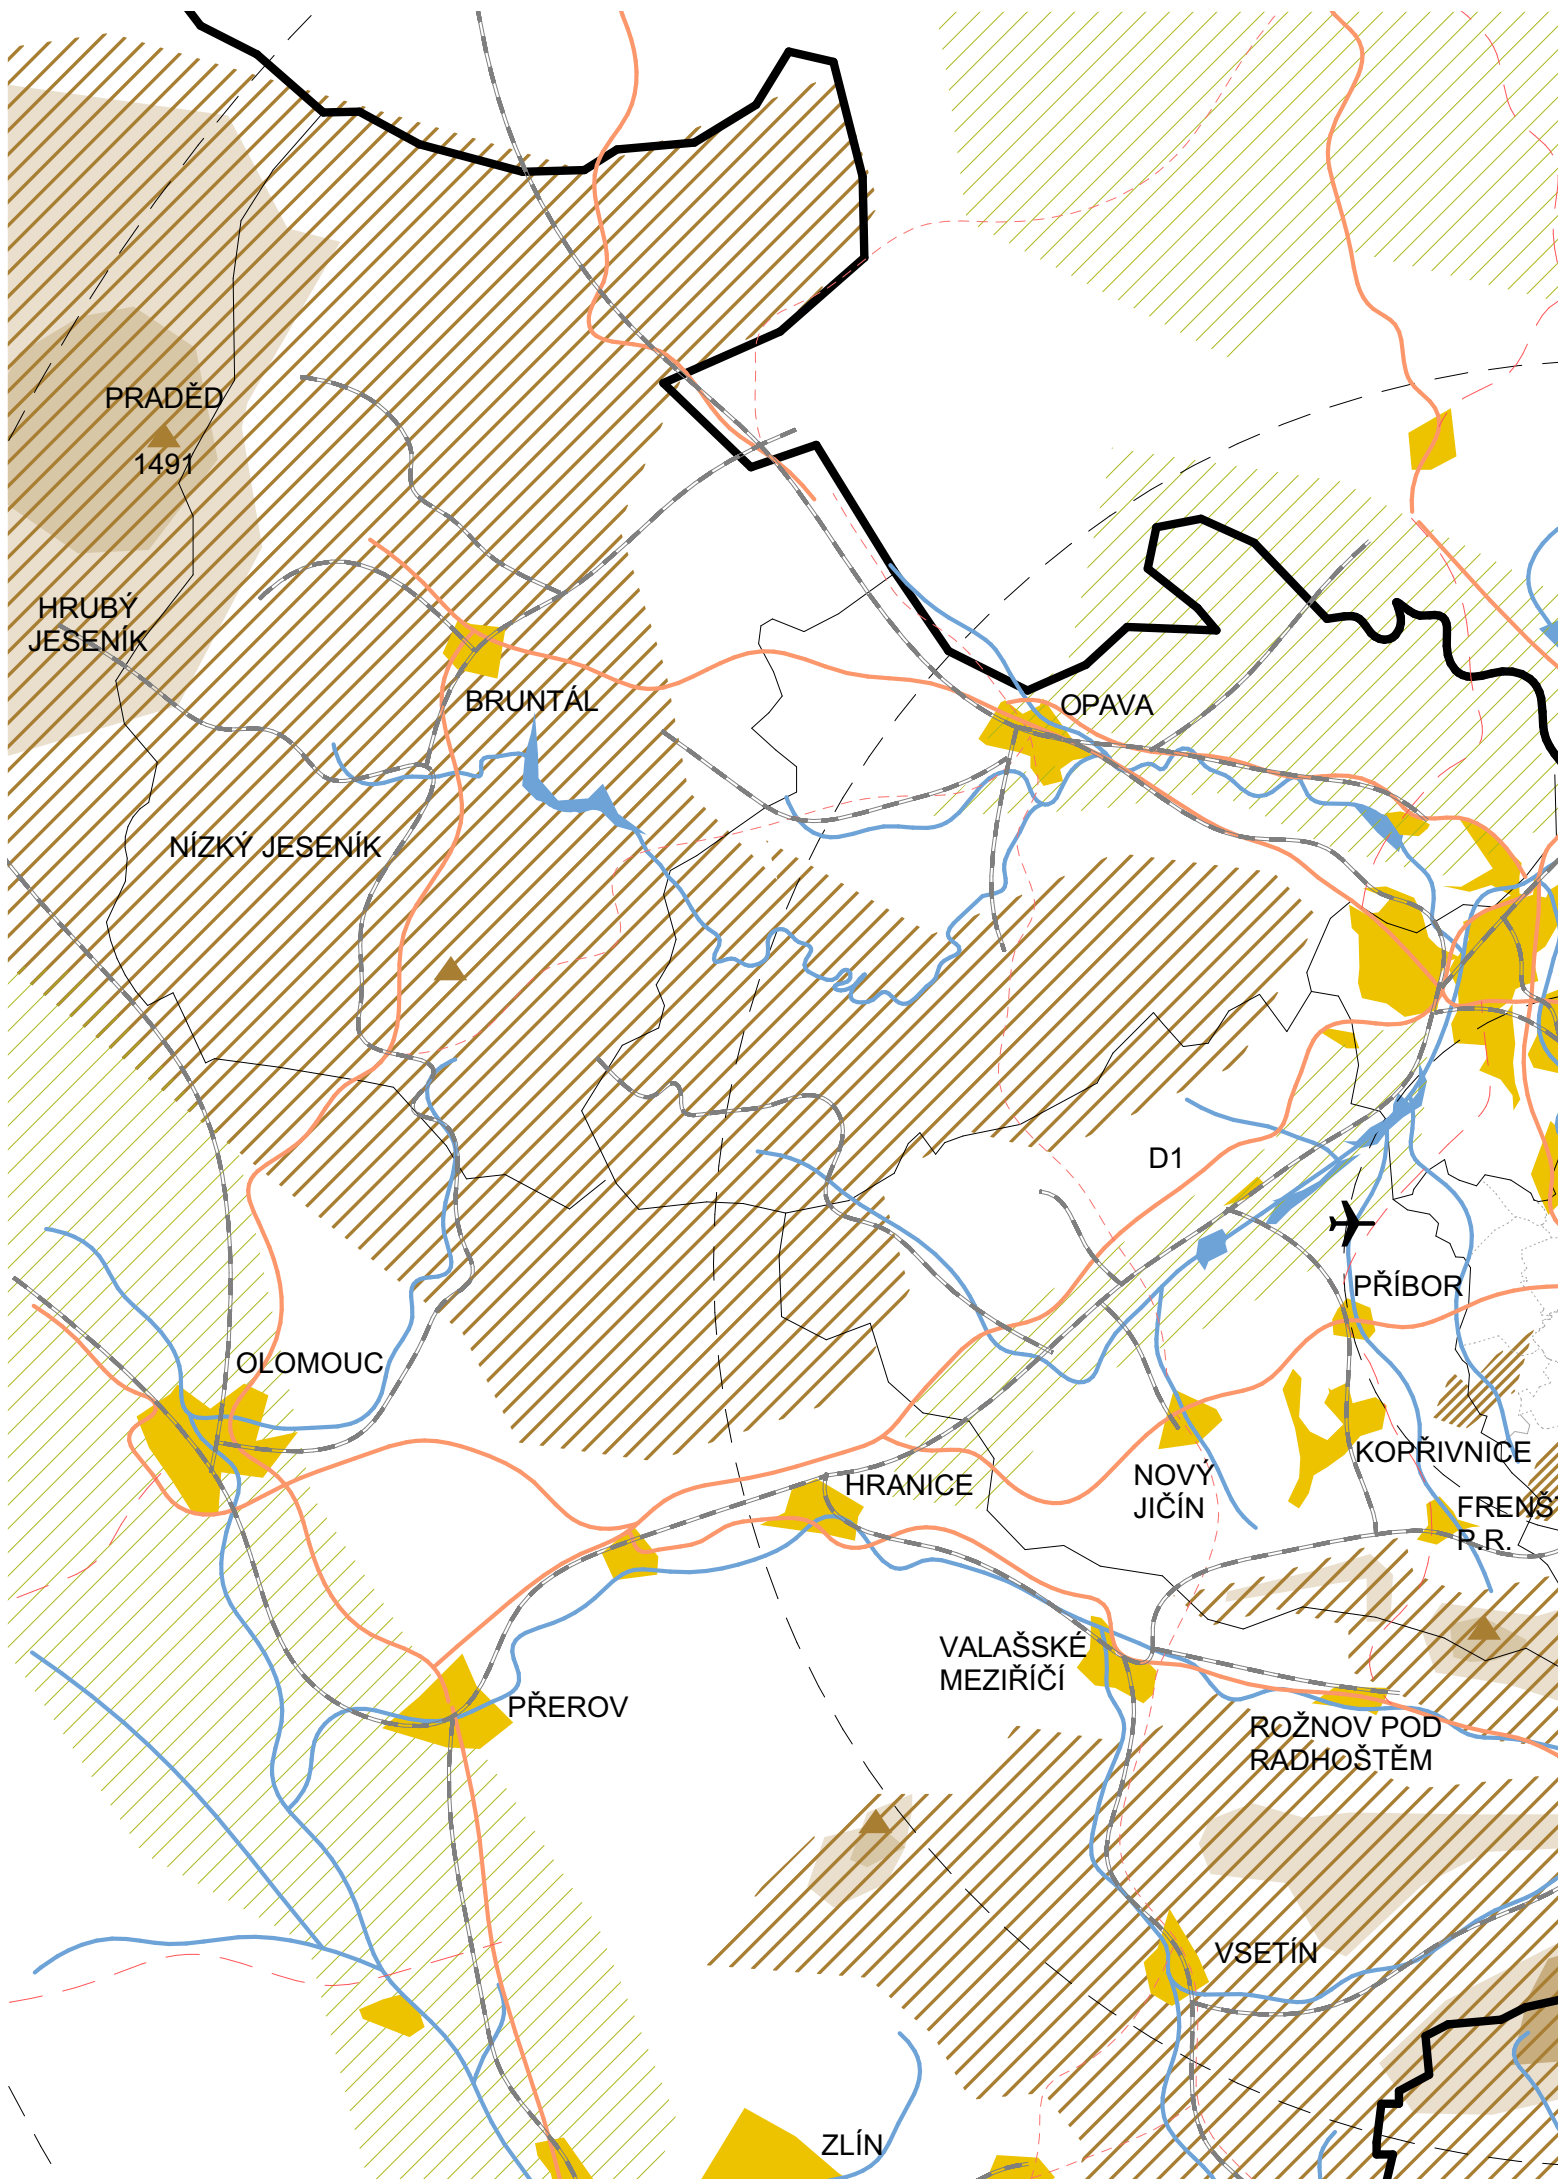 PRADĚD
1491
HRUBÝ
JESENÍK
BRUNTÁL
OPAVA
NÍZKÝ JESENÍK
D1
PŘÍBOR
OLOMOUC
KOPŘIVNICE
HRANICE
NOVÝ
JIČÍN
FRENŠT
P.R.
VALAŠSKÉ
MEZIŘÍČÍ
PŘEROV
ROŽNOV POD
RADHOŠTĚM
VSETÍN
ZLÍN